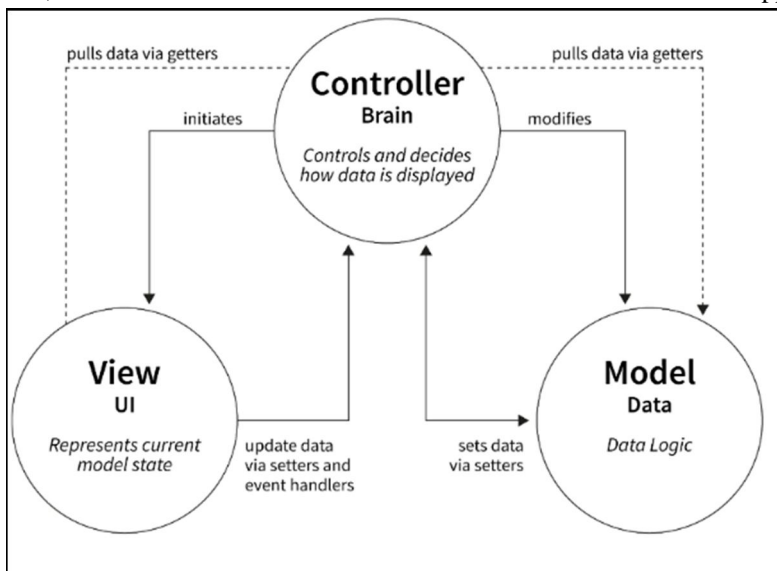 pulls data via getters
pulls data via getters
Controller
Brain
initiates
modifies
Controls and decides
how data is displayed
View
UI
Represents current
model state
update data
via setters and
event handlers
sets data
via setters
Model
Data
Data Logic